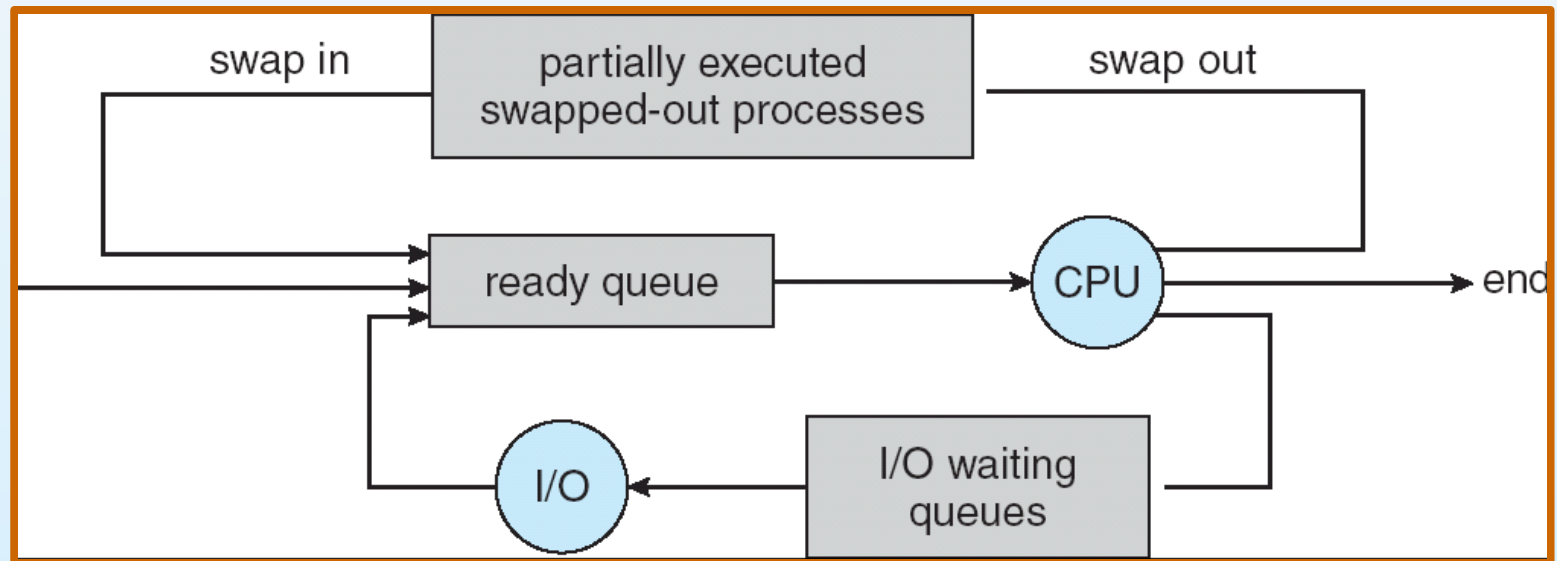 swap in
partially executed
swapped-out processes
swap out
ready queue
CPU
end
I/O
I/O waiting
queues